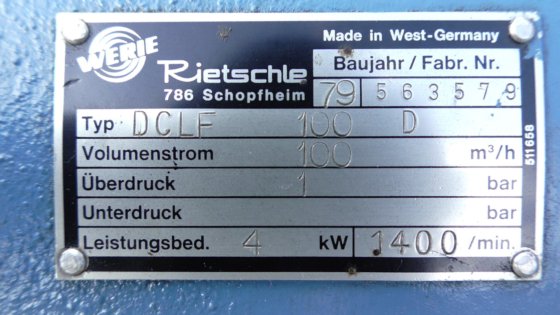 WERIE
Rietschle
786 Schopfheim
Made in West-Germany
Baujahr / Fabr. Nr.
79 563579
Typ DCLF 100 D
Volumenstrom 100 m³/h
Überdruck 1 bar
Unterdruck bar
Leistungsbed. 4 kW 1400 /min.
511658